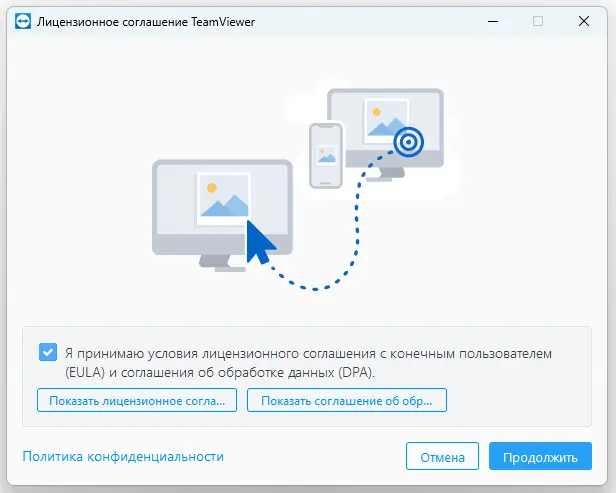 Лицензионное соглашение TeamViewer
Я принимаю условия лицензионного соглашения с конечным пользователем
(EULA) и соглашения об обработке данных (DPA).
Показать лицензионное согла...
Показать соглашение об обр...
Политика конфиденциальности
Отмена
Продолжить